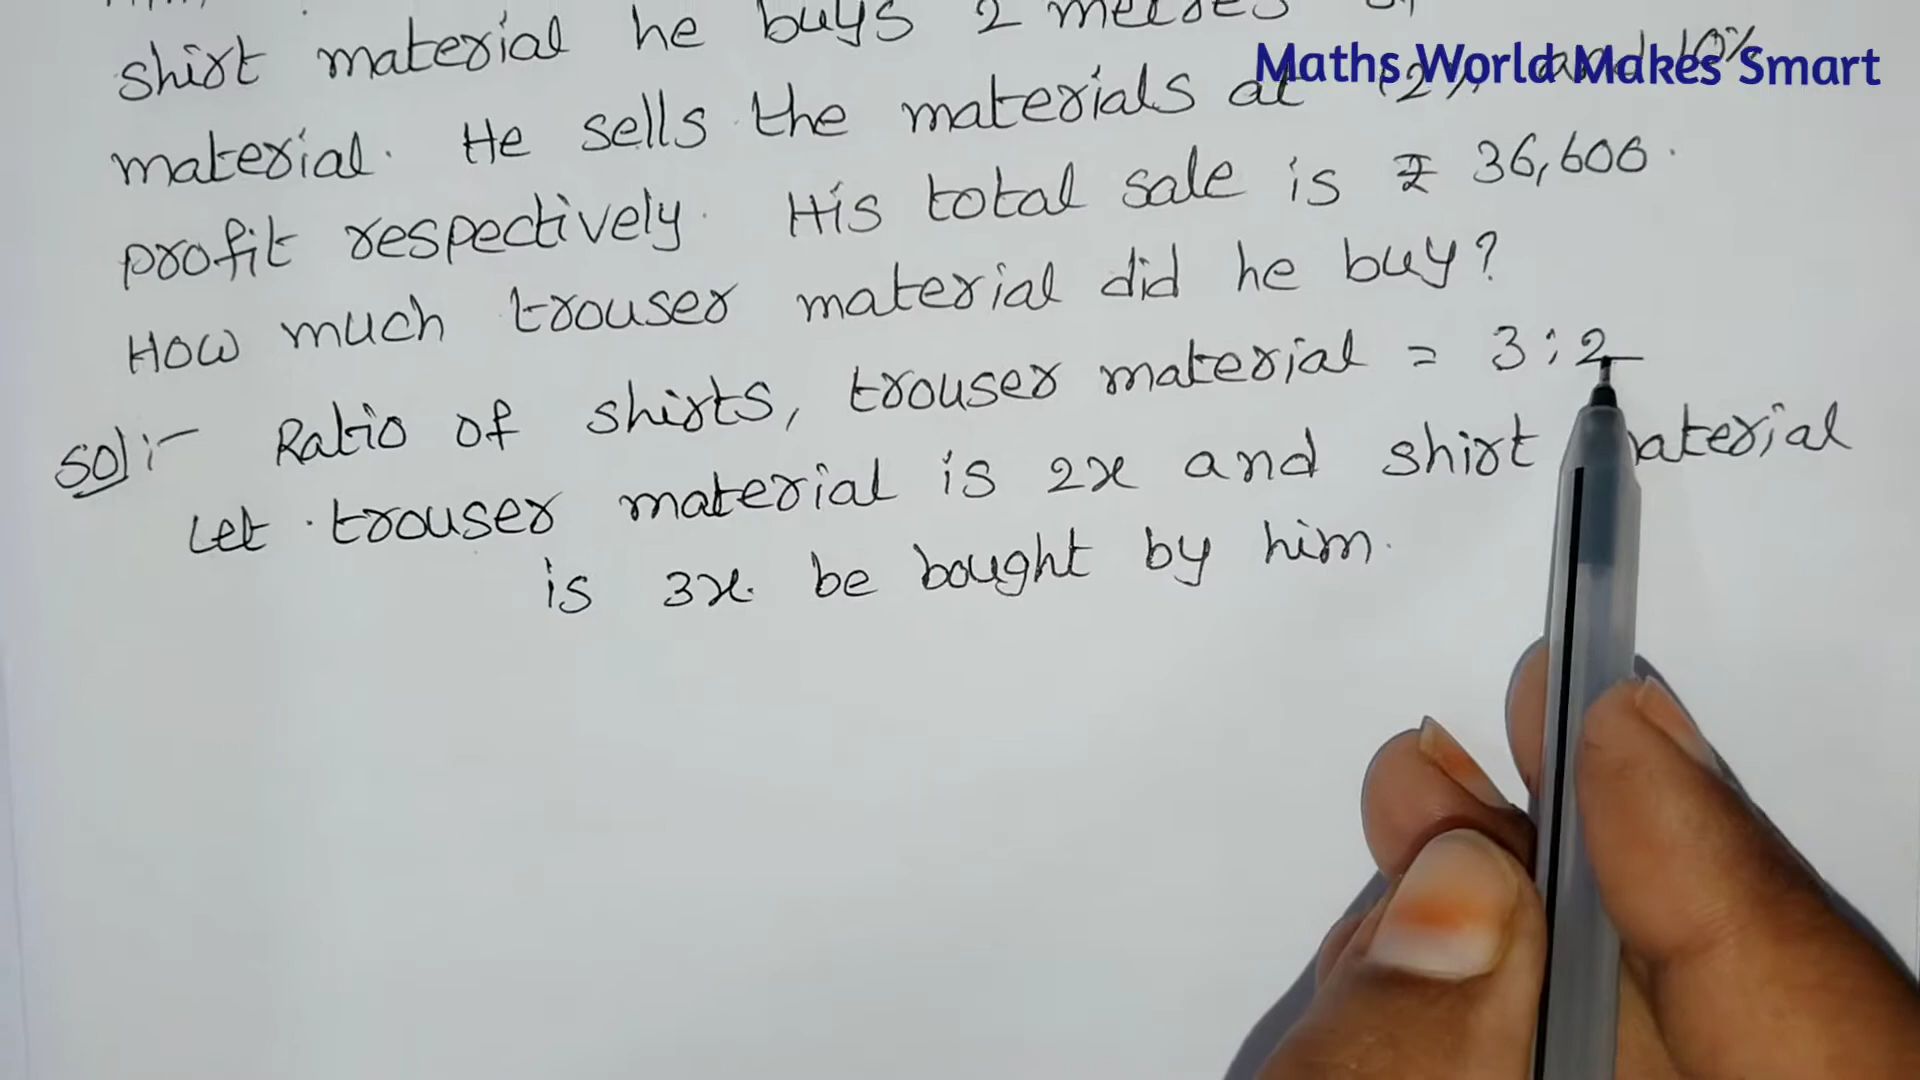 shirt material he buys 2 metres
Maths World Makes Smart
material. He sells the materials at 12% and 10%
profit respectively. His total sale is ₹ 36,600.
How much trouser material did he buy?
Sol:- Ratio of shirts, trouser material = 3:2
Let trouser material is 2x and shirt material
is 3x be bought by him.